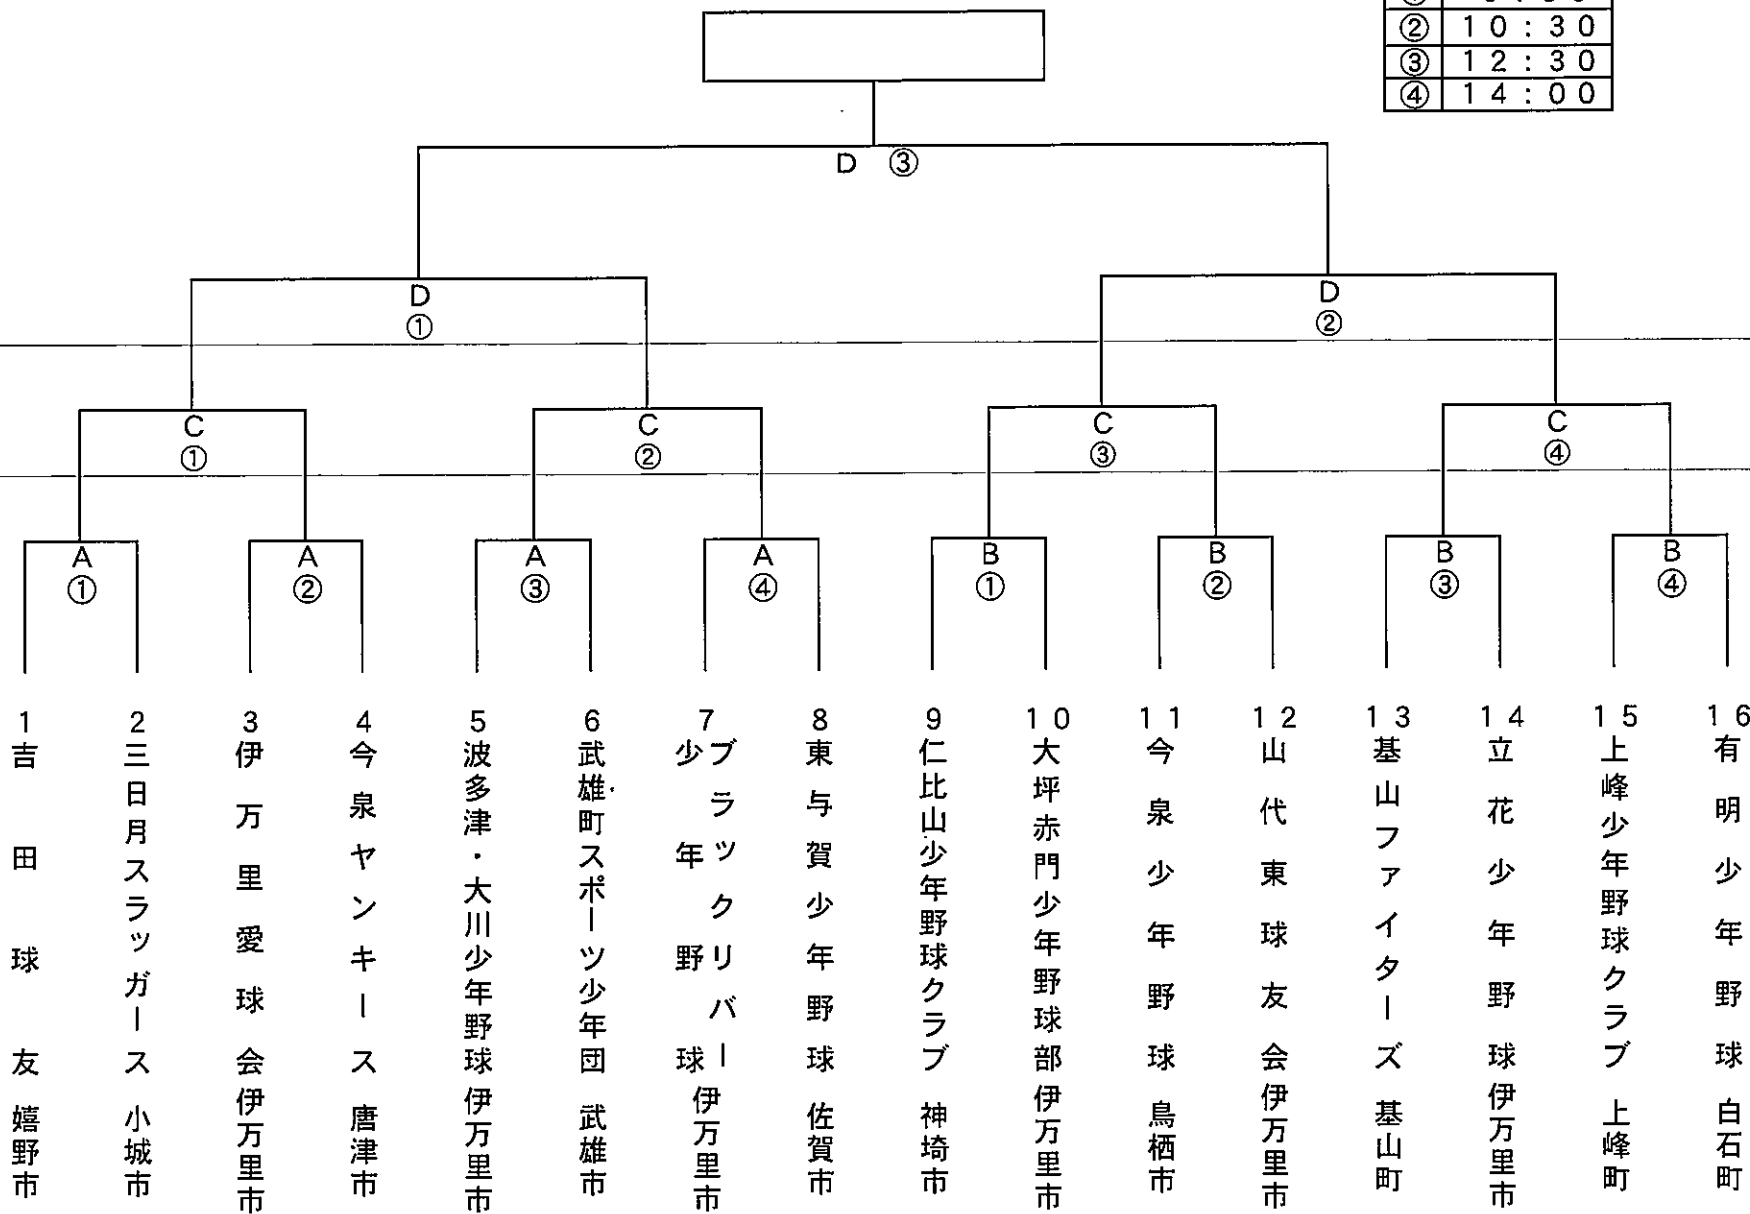 ②１０：３０
③１２：３０
④１４：００
D ③
D
①
D
②
C
①
C
②
C
③
C
④
A
①
A
②
A
③
A
④
B
①
B
②
B
③
B
④
1 吉田球友 嬉野市
2 三日月スラッガース 小城市
3 伊万里愛球会 伊万里市
4 今泉ヤンキース 唐津市
5 波多津・大川少年野球 伊万里市
6 武雄町スポーツ少年団 武雄市
7 ブラックリバー
少年野球 伊万里市
8 東与賀少年野球 佐賀市
9 仁比山少年野球クラブ 神埼市
10 大坪赤門少年野球部 伊万里市
11 今泉少年野球 鳥栖市
12 山代東球友会 伊万里市
13 基山ファイターズ 基山町
14 立花少年野球 伊万里市
15 上峰少年野球クラブ 上峰町
16 有明少年野球 白石町